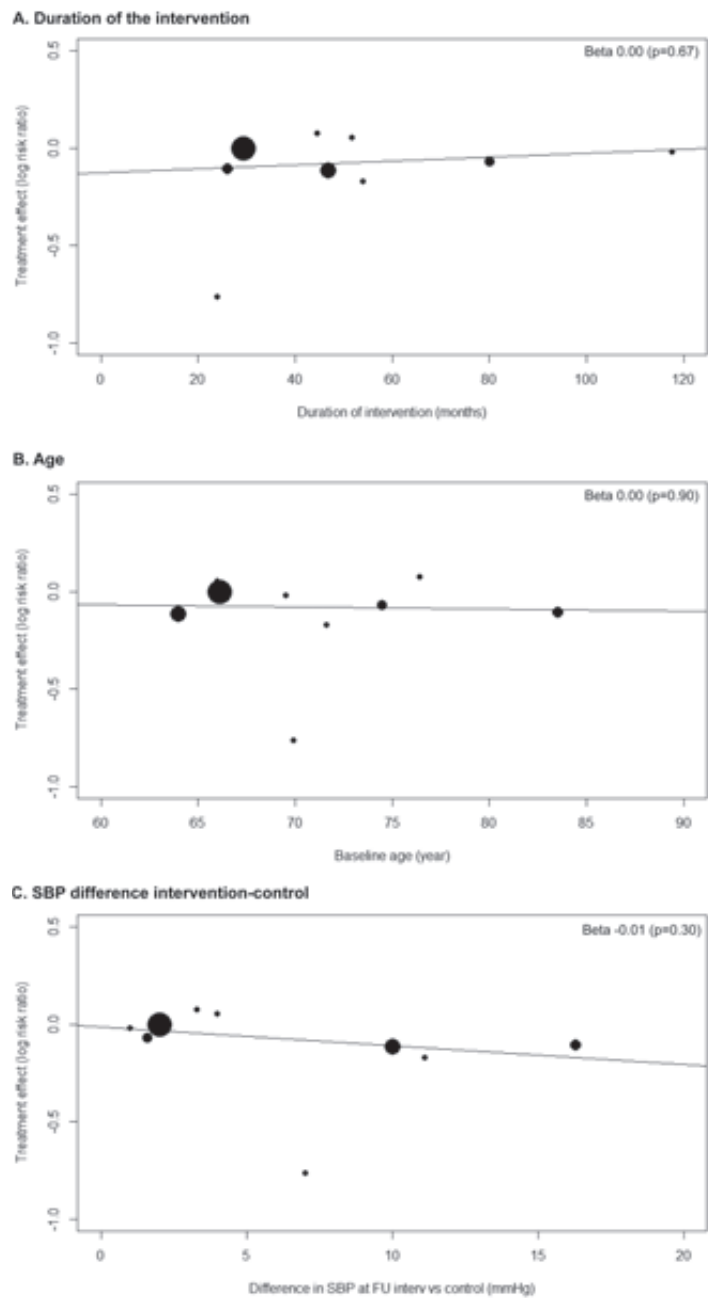 A. Duration of the intervention
Beta 0.00 (p=0.67)
Treatment effect (log risk ratio)
0.5
0.0
-0.5
-1.0
0 20 40 60 80 100 120
Duration of intervention (months)
B. Age
Beta 0.00 (p=0.90)
Treatment effect (log risk ratio)
0.5
0.0
-0.5
-1.0
60 65 70 75 80 85 90
Baseline age (year)
C. SBP difference intervention-control
Beta -0.01 (p=0.30)
Treatment effect (log risk ratio)
0.5
0.0
-0.5
-1.0
0 5 10 15 20
Difference in SBP at FU interv vs control (mmHg)